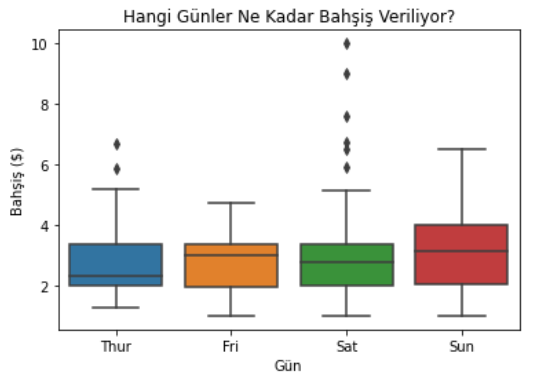 Hangi Günler Ne Kadar Bahşiş Veriliyor?
10
8
6
4
2
Bahşiş ($)
Thur Fri Sat Sun
Gün